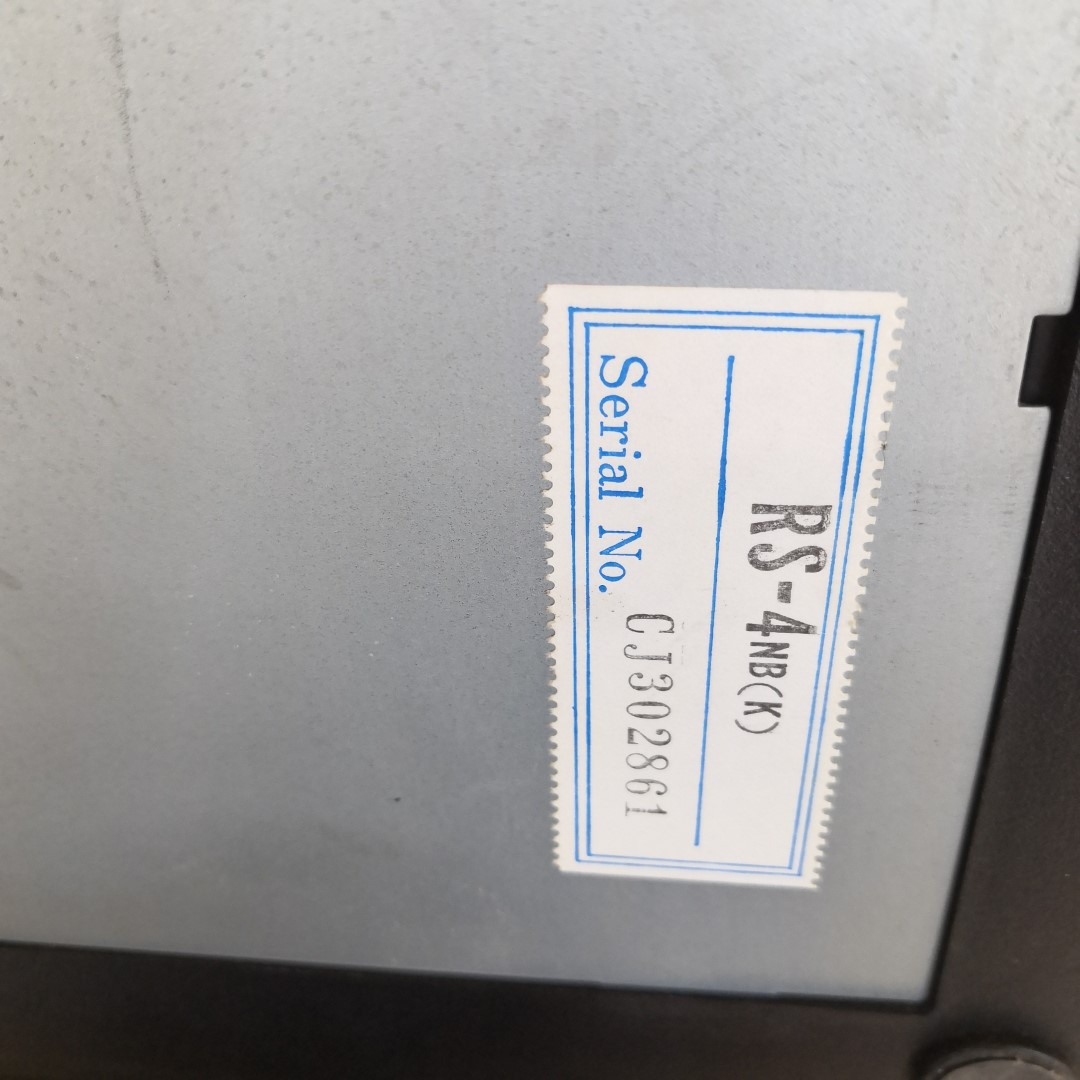 RS-4NB(K)
Serial No. CJ302861